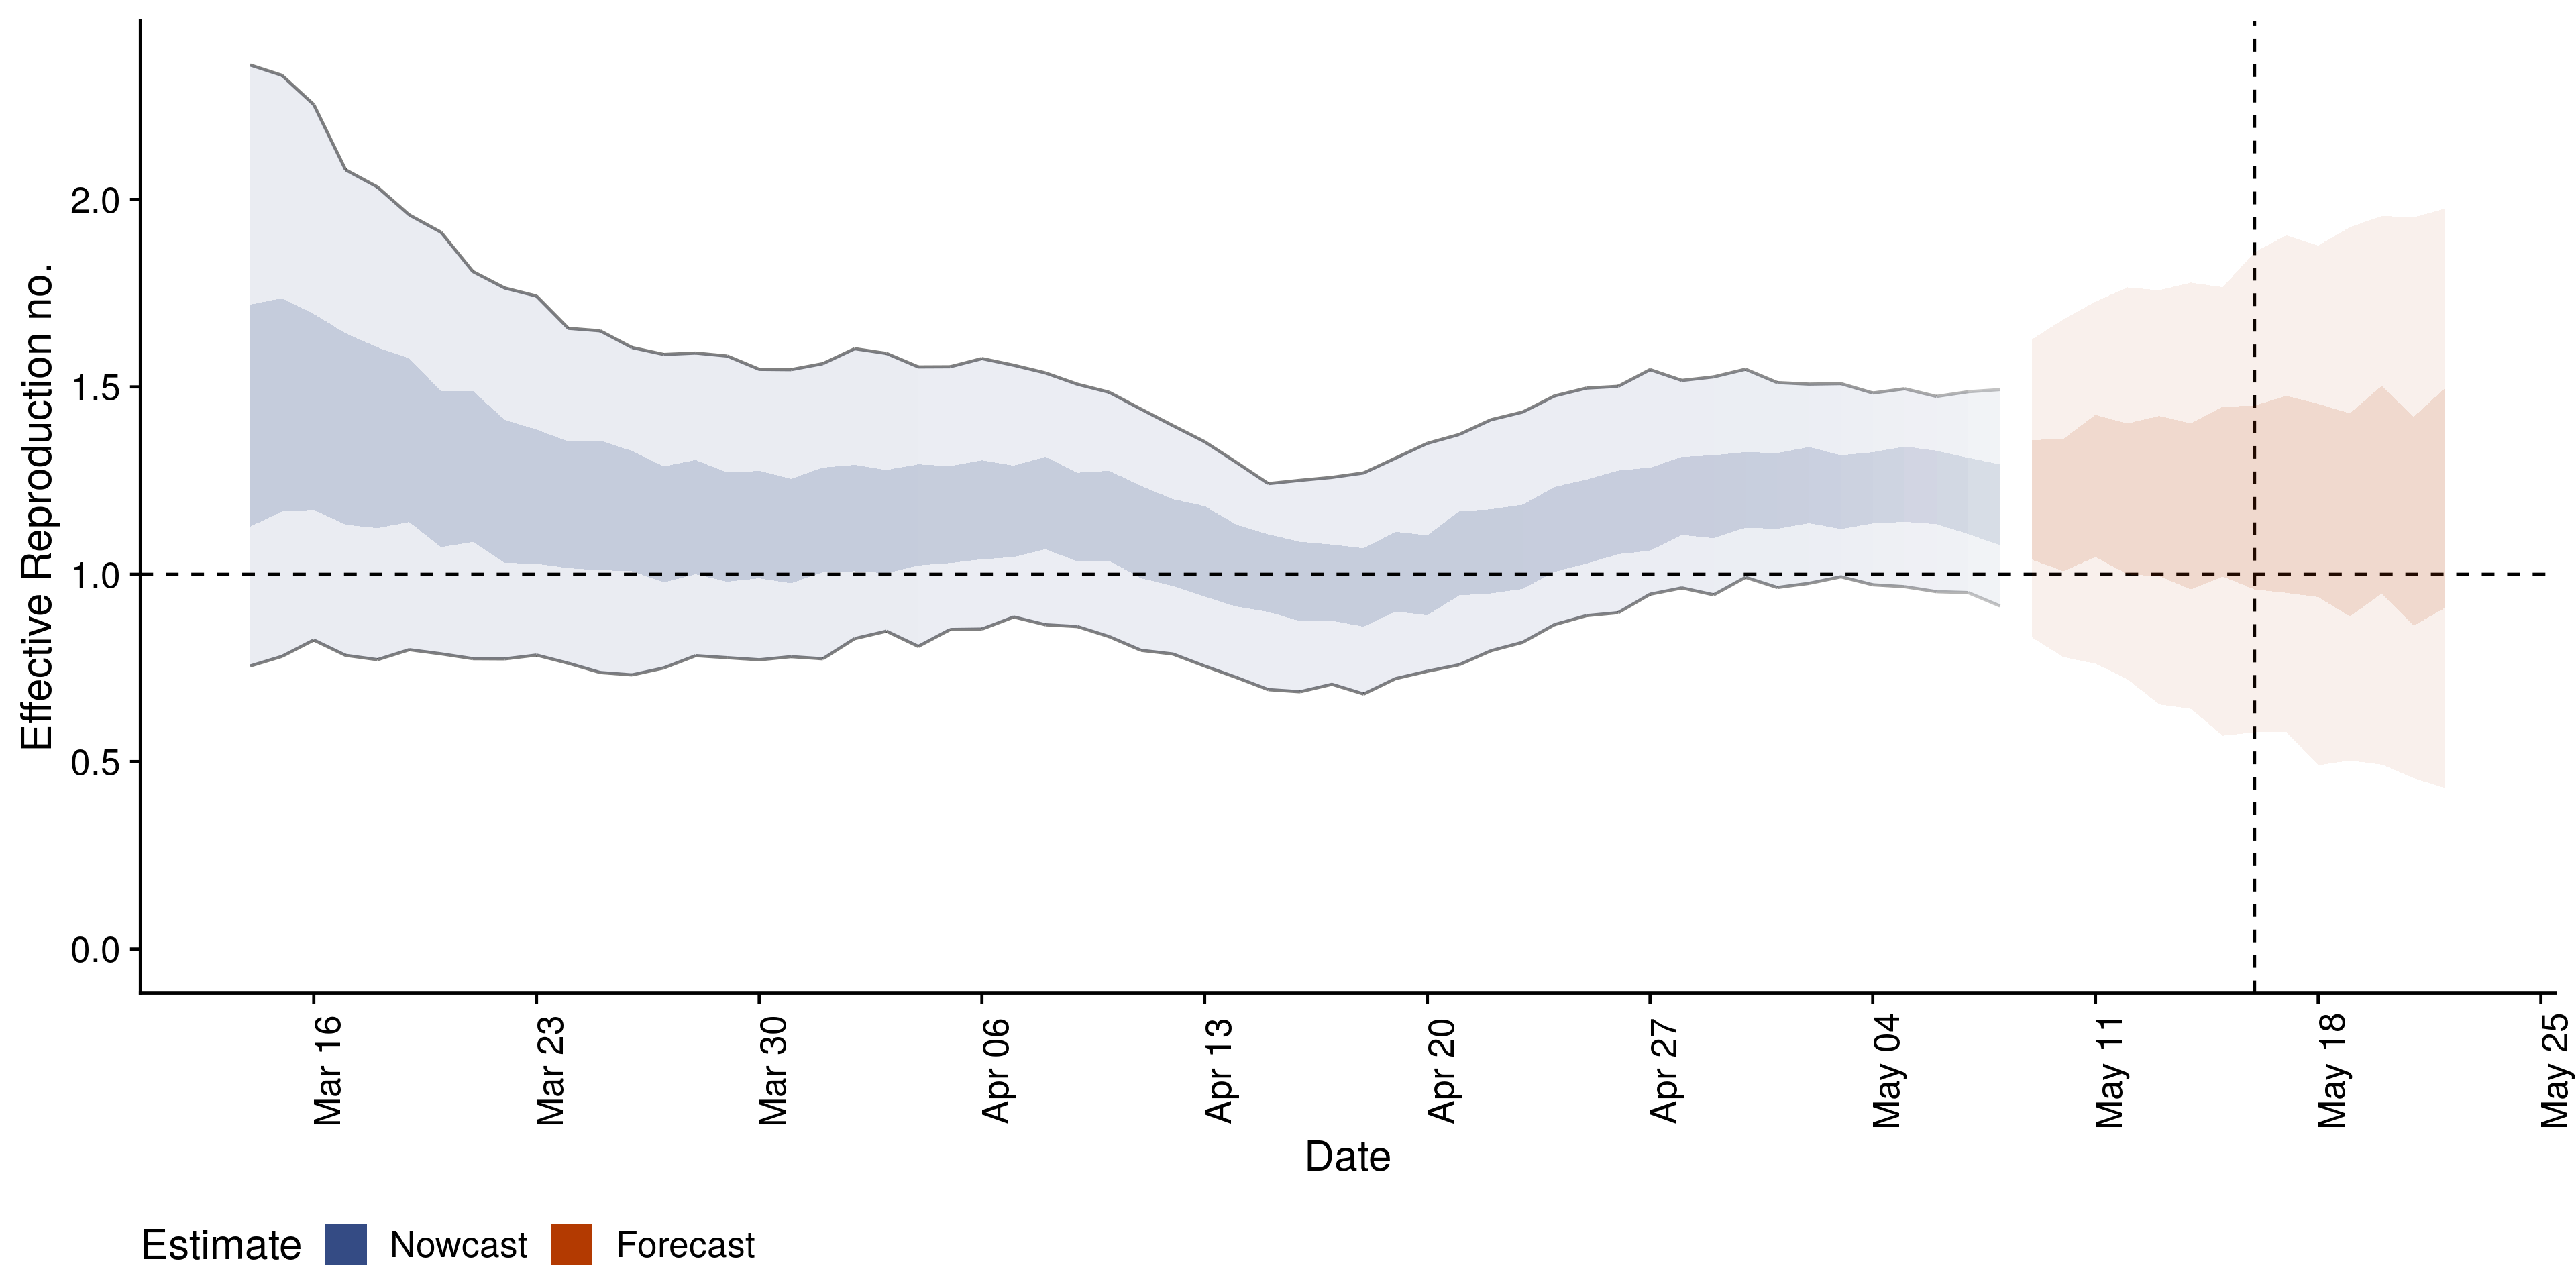 Effective Reproduction no.
2.0
1.5
1.0
0.5
0.0
Mar 16
Mar 23
Mar 30
Apr 06
Apr 13
Apr 20
Apr 27
May 04
May 11
May 18
May 25
Date
Estimate Nowcast Forecast